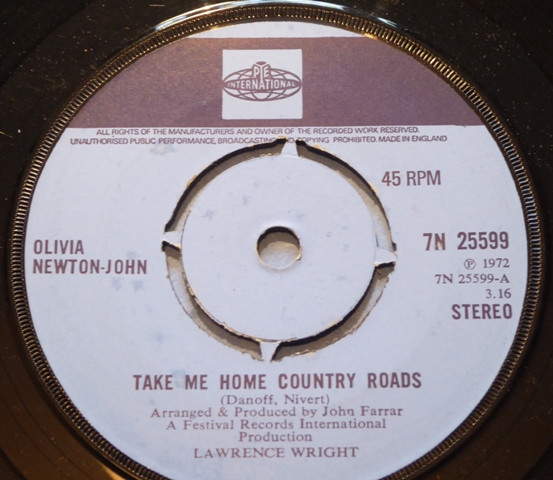 PYE
INTERNATIONAL
ALL RIGHTS OF THE MANUFACTURERS AND OWNER OF THE RECORDED WORK RESERVED.
UNAUTHORISED PUBLIC PERFORMANCE, BROADCASTING AND COPYING PROHIBITED. MADE IN ENGLAND
45 RPM
OLIVIA
NEWTON-JOHN
7N 25599
℗ 1972
7N 25599-A
3.16
STEREO
TAKE ME HOME COUNTRY ROADS
(Danoff, Nivert)
Arranged & Produced by John Farrar
A Festival Records International
Production
LAWRENCE WRIGHT